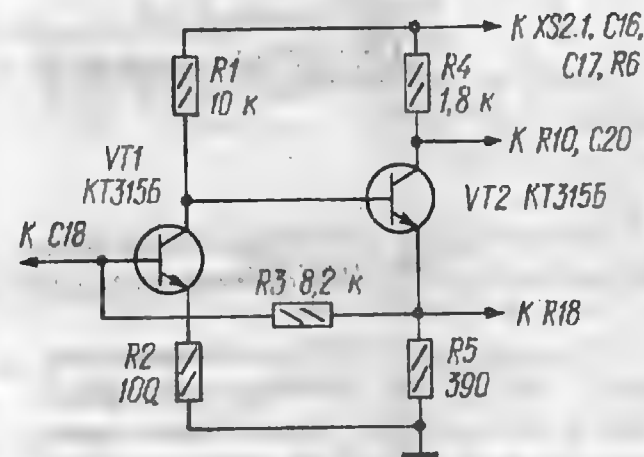 К XS2.1, С16,
С17, R6
R1
10 к
R4
1,8 к
К R10, С20
VT1
КТ315Б
VT2 КТ315Б
К С18
R3 8,2 к
К R18
R2
100
R5
390